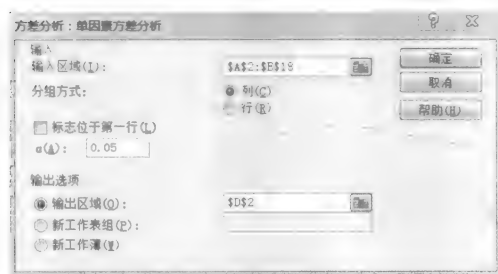 方差分析：单因素方差分析
输入
输入区域(I)：
$A$2:$B$18
确定
分组方式：
列(C)
取消
行(R)
帮助(H)
标志位于第一行(L)
α(A)：
0.05
输出选项
输出区域(O)：
$D$2
新工作表组(P)：
新工作薄(W)